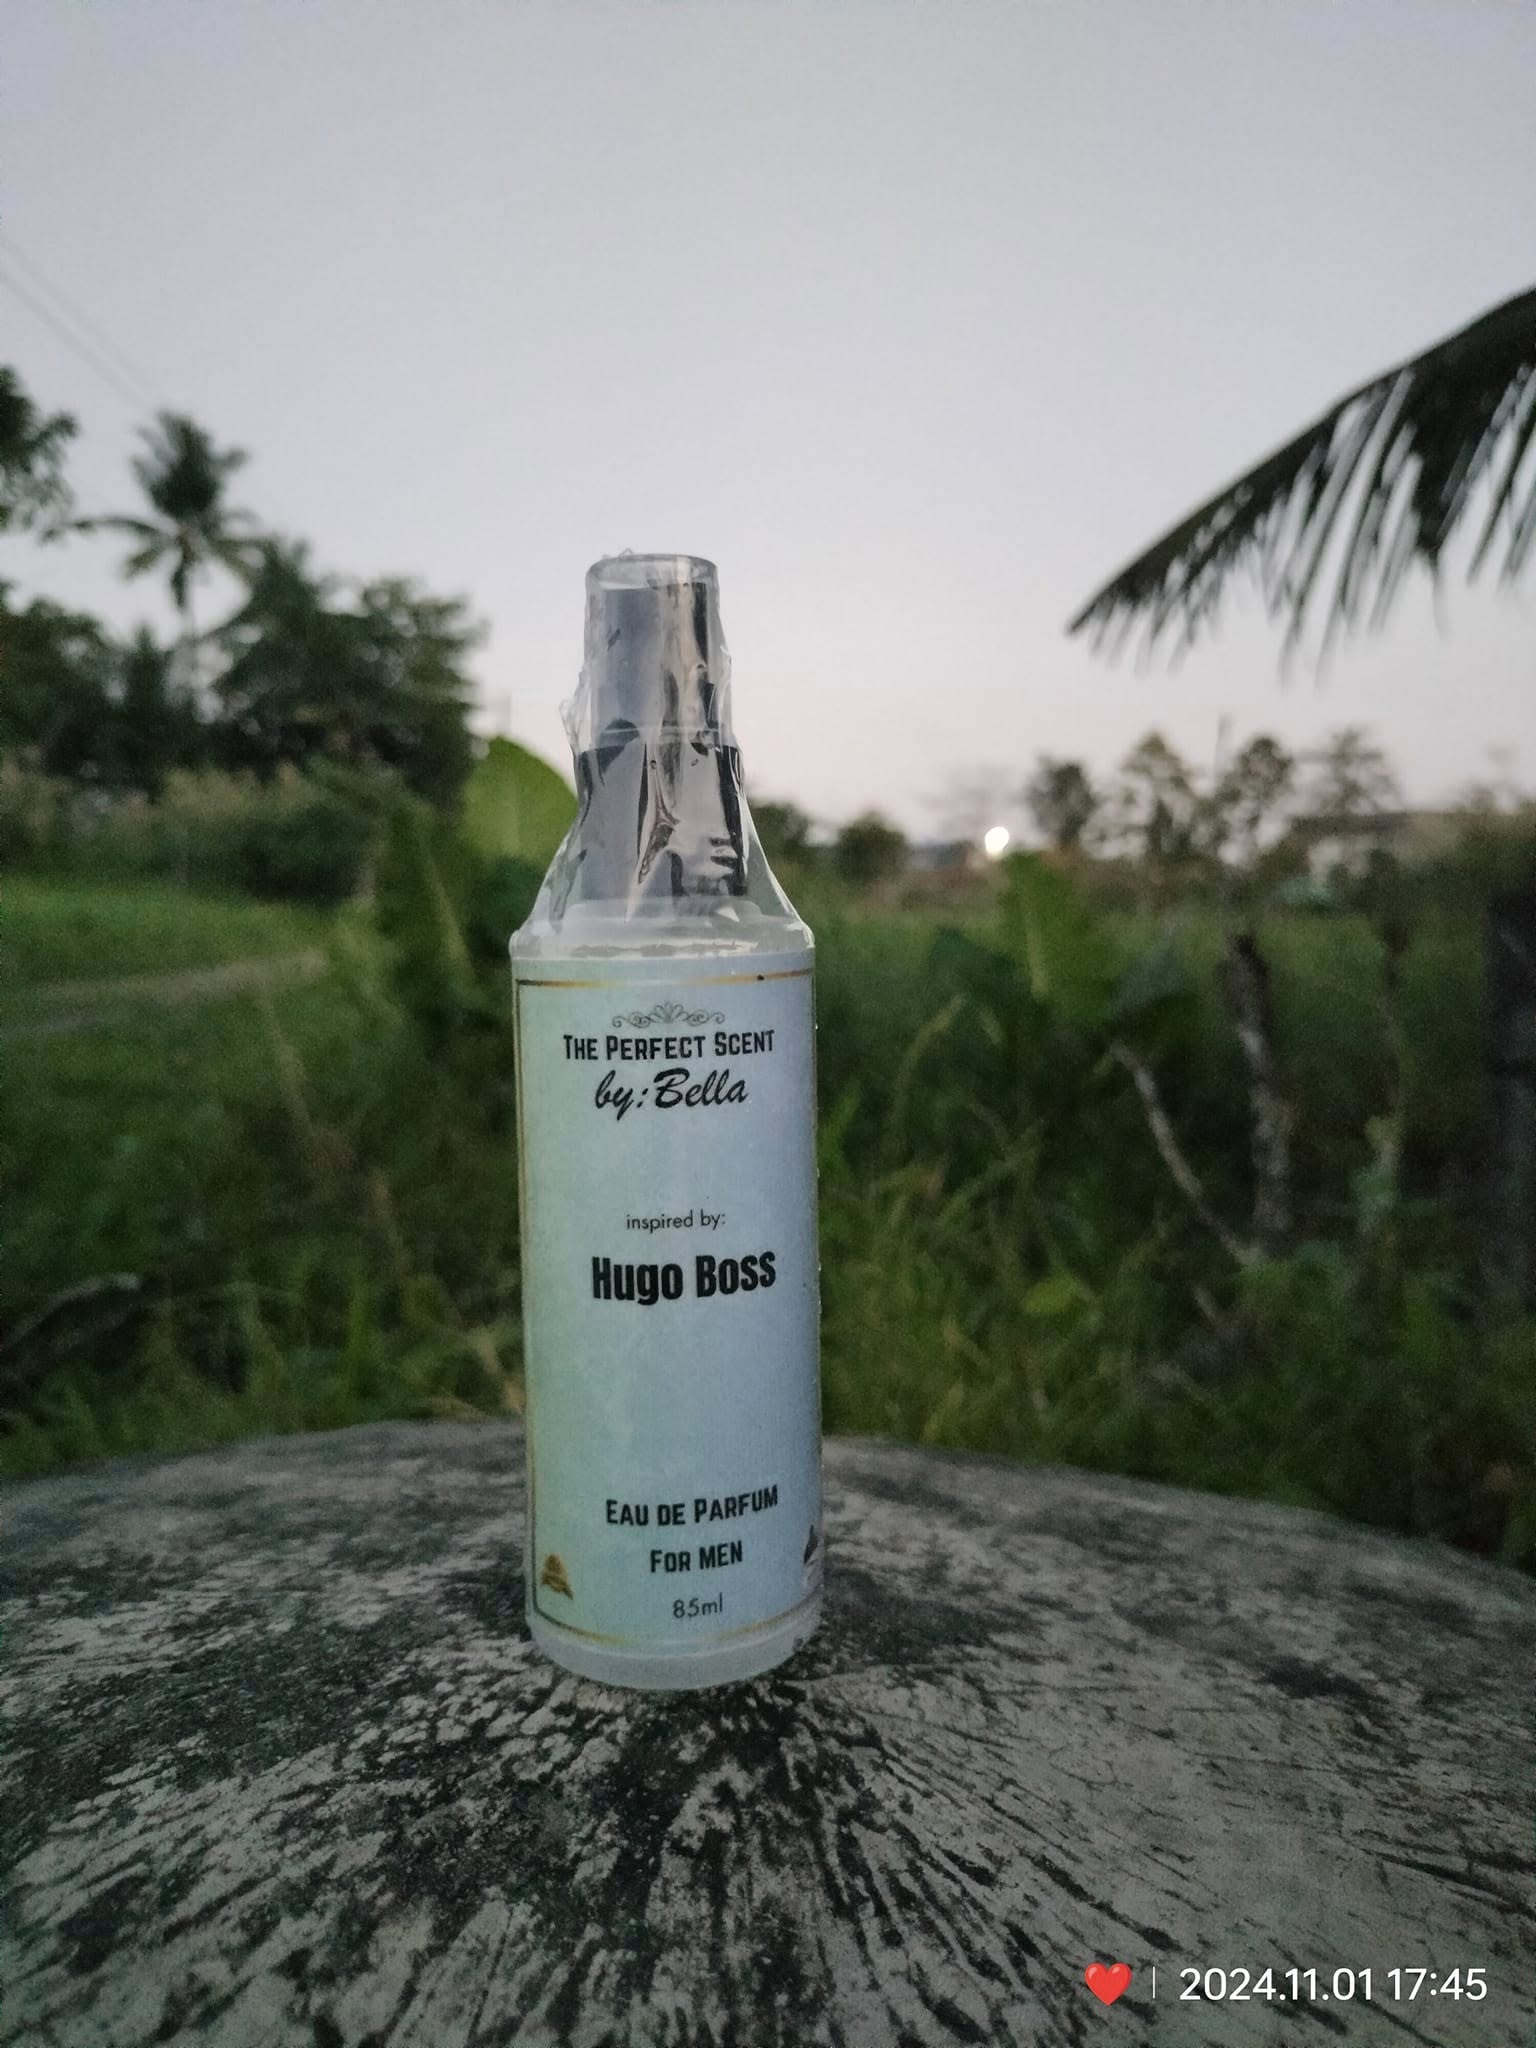 THE PERFECT SCENT
by: Bella
inspired by:
HUGO BOSS
EAU DE PARFUM
FOR MEN
85ml
2024.11.01 17:45